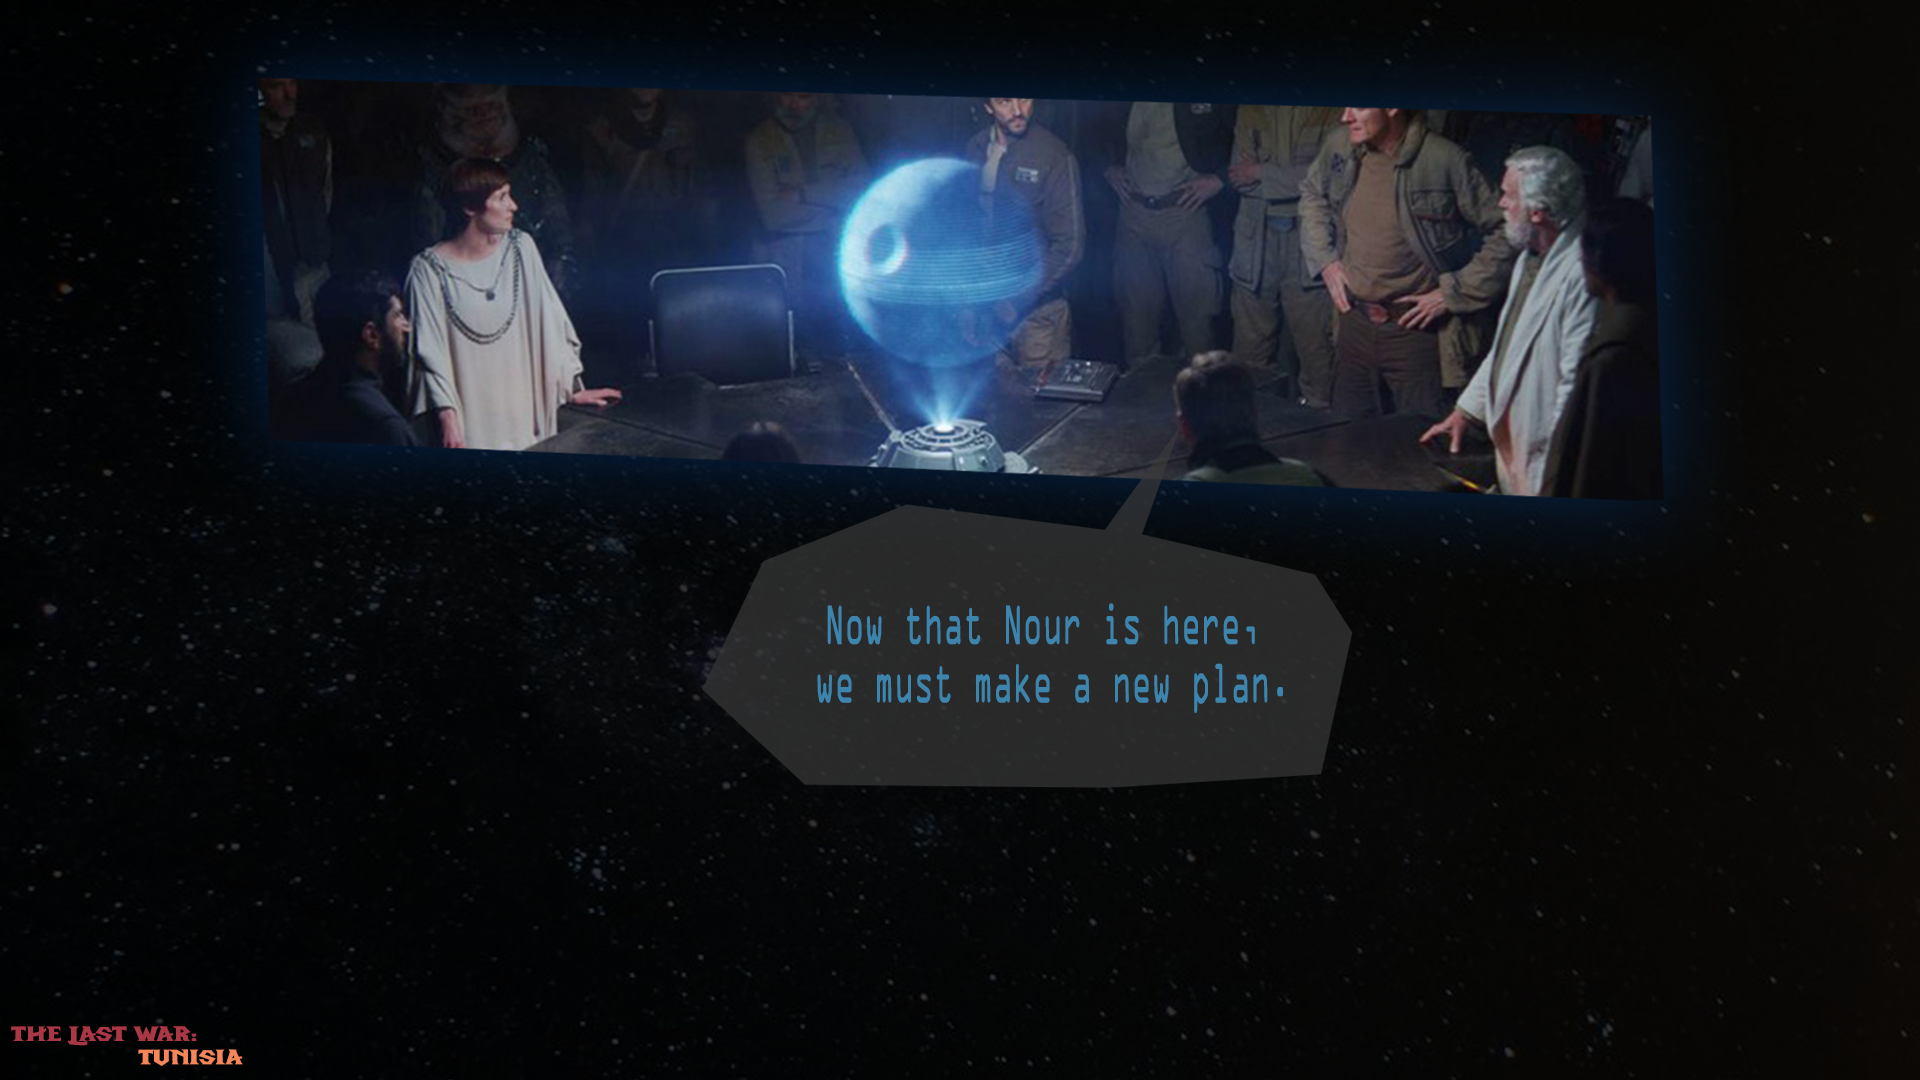 Now that Nour is here,
we must make a new plan.
THE LAST WAR:
TUNISIA